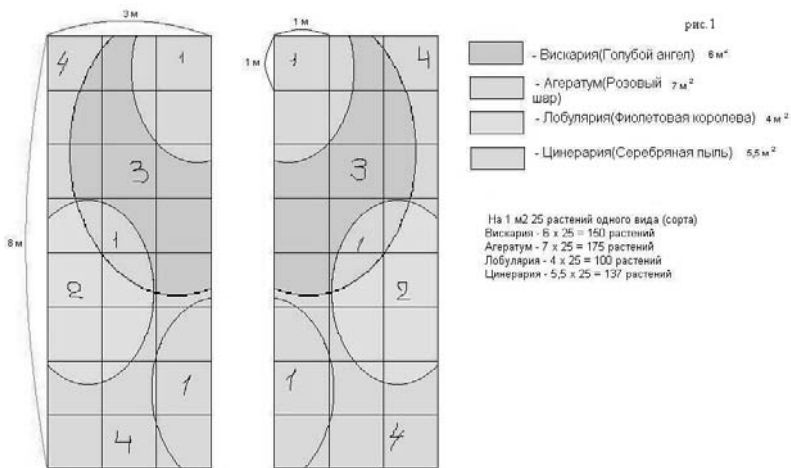 3 м
1 м
рис.1
4
1
1
4
1 м
- Вискария(Голубой ангел) 6 м²
- Агератум(Розовый 7 м²
шар)
- Лобулярия(Фиолетовая королева) 4 м²
- Цинерария(Серебряная пыль) 5,5 м²
3
3
8 м
1
1
На 1 м2 25 растений одного вида (сорта)
Вискария - 6 x 25 = 150 растений
Агератум - 7 x 25 = 175 растений
Лобулярия - 4 x 25 = 100 растений
Цинерария - 5,5 x 25 = 137 растений
2
2
1
1
4
4